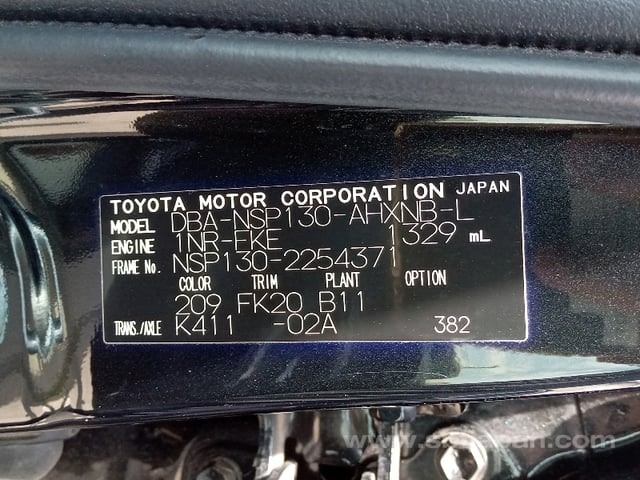 TOYOTA MOTOR CORPORATION JAPAN
MODEL DBA-NSP130-AHXNB-L
ENGINE 1NR-FKE 1329 mL
FRAME No. NSP130-2254371
COLOR TRIM PLANT OPTION
209 FK20 B11
TRANS./AXLE K411 -02A 382